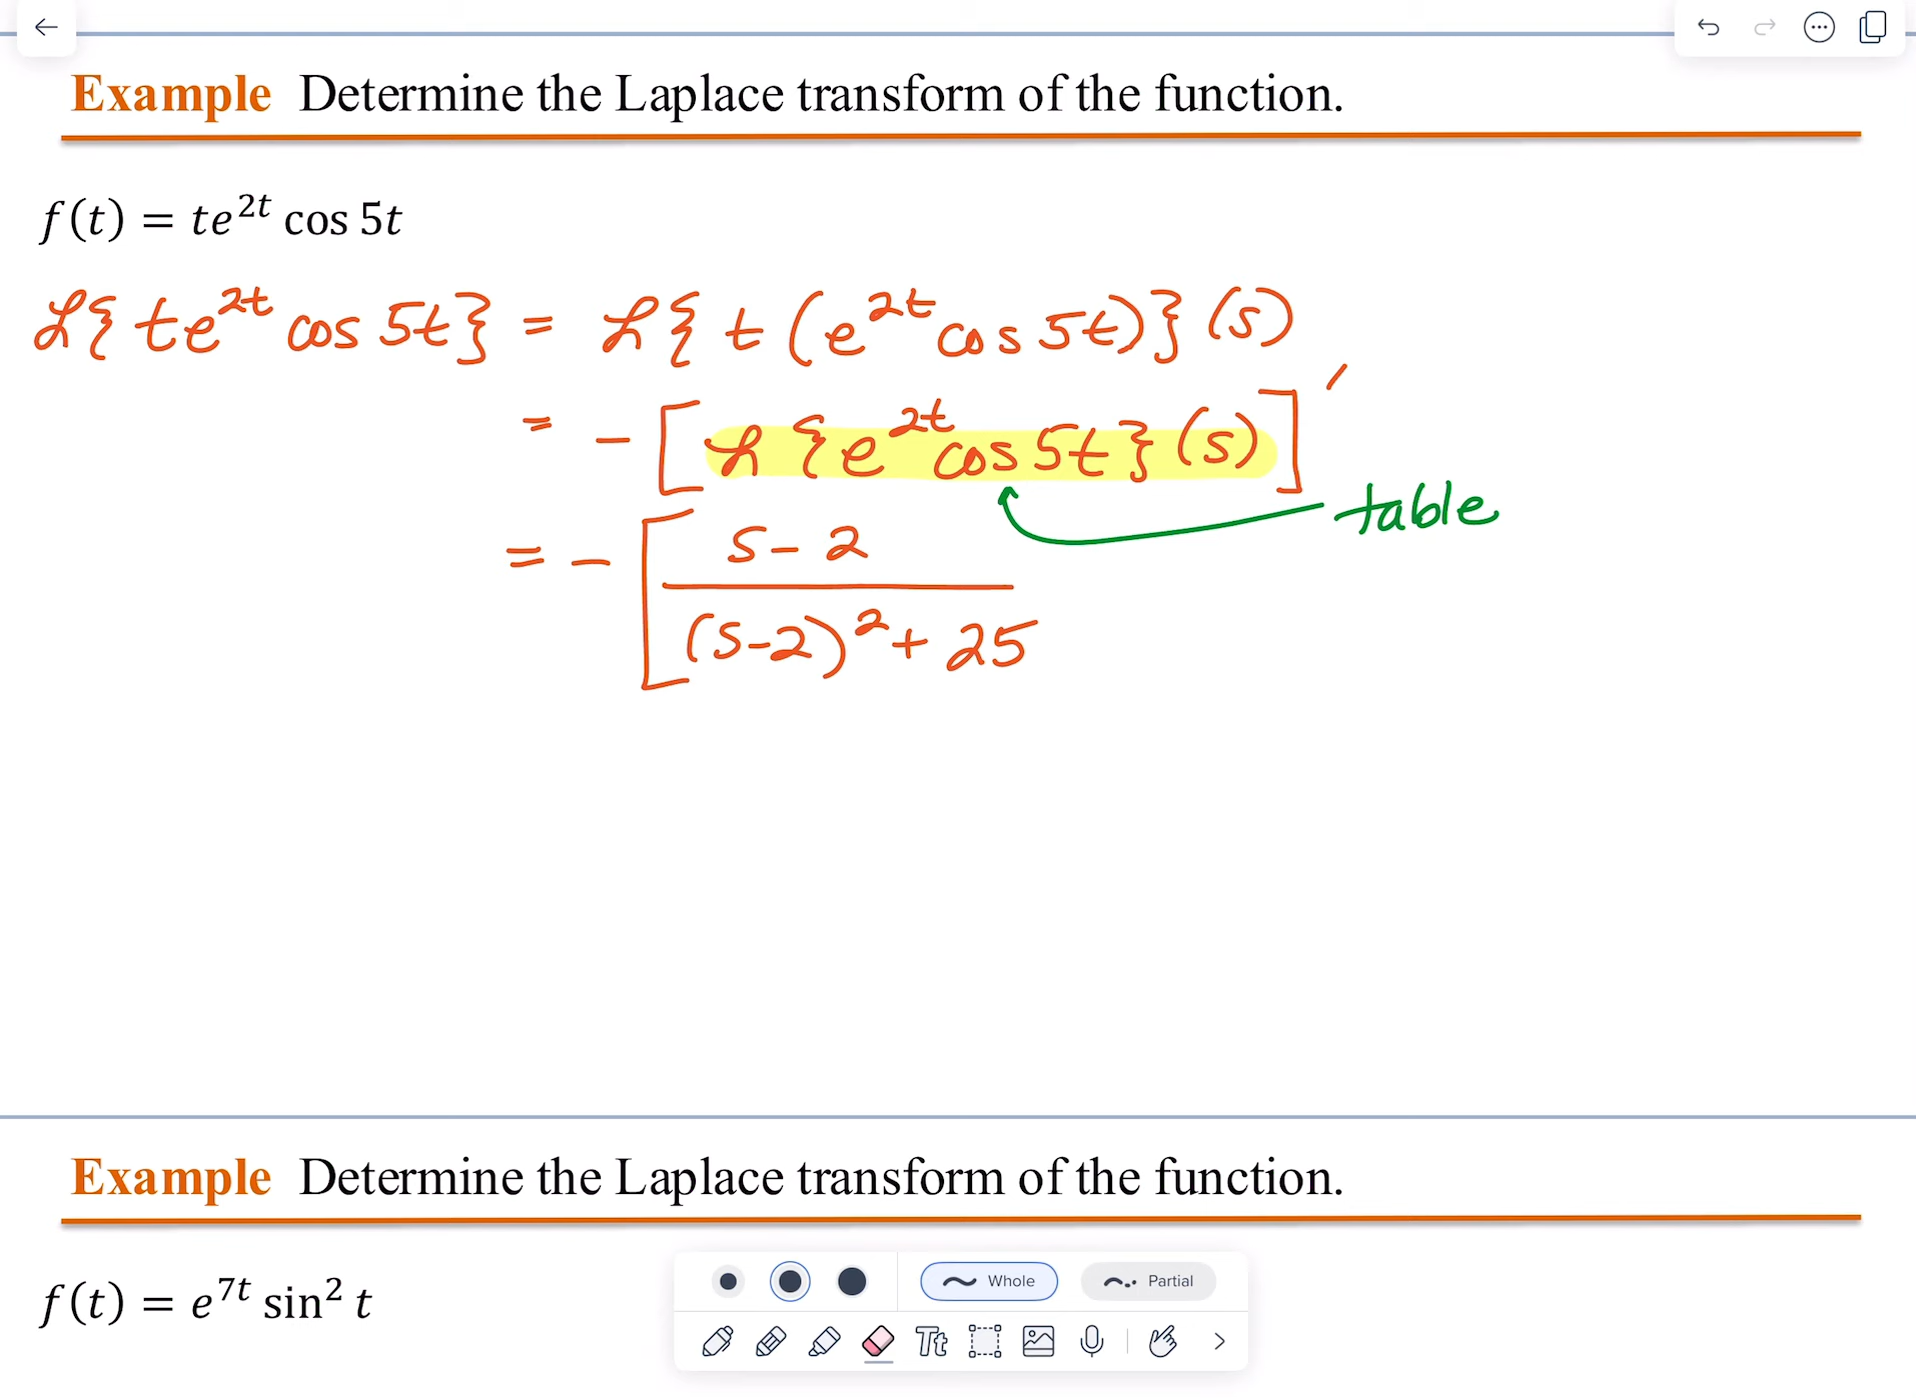 Example Determine the Laplace transform of the function.
f(t) = te^{2t} cos 5t
ℒ{te^{2t} cos 5t} = ℒ{t(e^{2t} cos 5t)}(s)
= -[ℒ{e^{2t} cos 5t}(s)]′
table
= -[ s-2
(s-2)^2 + 25
Example Determine the Laplace transform of the function.
f(t) = e^{7t} sin^2 t
Whole Partial
Tt